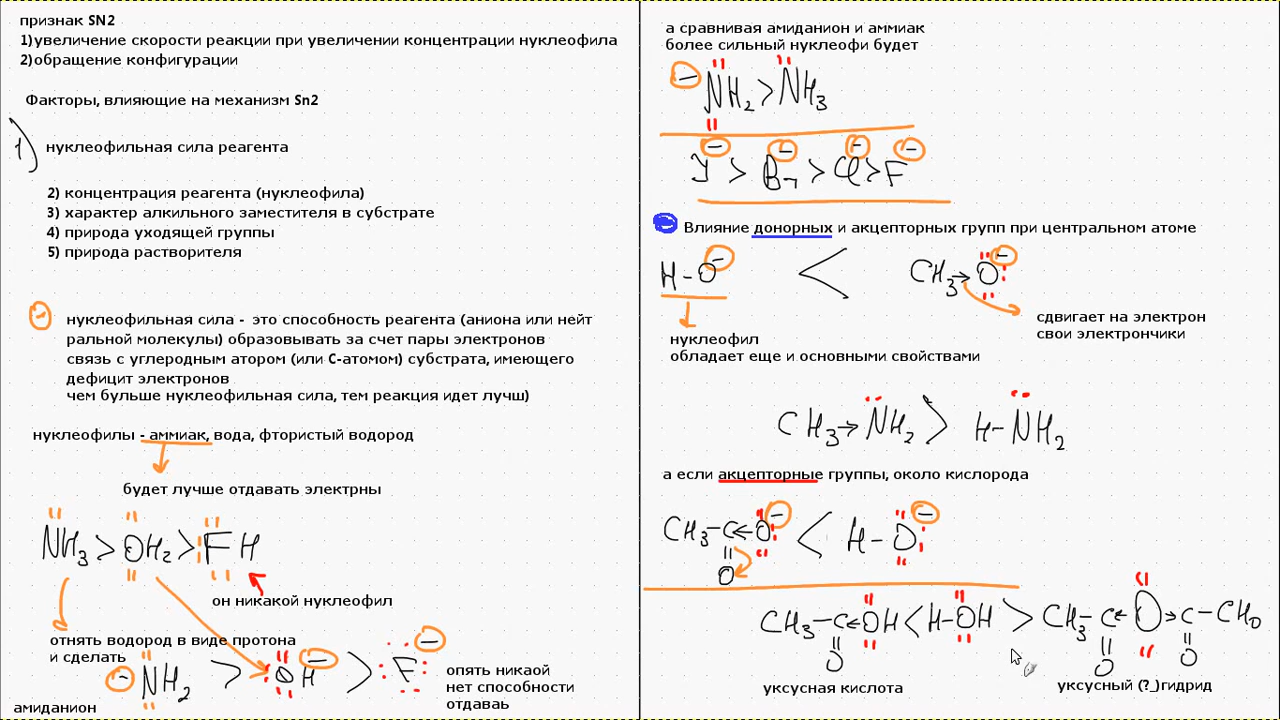 признак SN2
1)увеличение скорости реакции при увеличении концентрации нуклеофила
2)обращение конфигурации
Факторы, влияющие на механизм Sn2
1)
нуклеофильная сила реагента
2) концентрация реагента (нуклеофила)
3) характер алкильного заместителя в субстрате
4) природа уходящей группы
5) природа растворителя
нуклеофильная сила - это способность реагента (аниона или нейт
ральной молекулы) образовывать за счет пары электронов
связь с углеродным атором (или С-атомом) субстрата, имеющего
дефицит электронов
чем бульше нуклеофильная сила, тем реакция идет лучш)
нуклеофилы - аммиак, вода, фтористый водород
будет лучше отдавать электрны
NH3 > OH2 > FH
он никакой нуклеофил
отнять водород в виде протона
и сделать
− NH2 > OH − > F −
опять никаой
нет способности
отдаваь
амиданион
а сравнивая амиданион и аммиак
более сильный нуклеофи будет
− NH2 > NH3
J − > Br − > Cl − > F −
Влияние донорных и акцепторных групп при центральном атоме
H-O − < CH3→O −
сдвигает на электрон
свои электрончики
нуклеофил
обладает еще и основными свойствами
CH3→NH2 > H-NH2
а если акцепторные группы, около кислорода
CH3-C←O − < H-O −
O
CH3-C←OH < H-OH > CH3-C←O→C-CH
O O O
уксусная кислота
уксусный (?_)гидрид